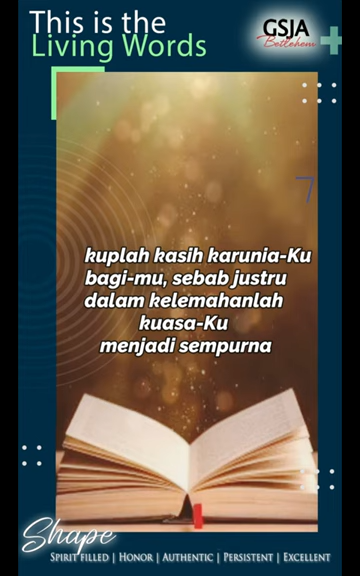 This is the
Living Words
GSJA
Betlehem
kuplah kasih karunia-Ku
bagi-mu, sebab justru
dalam kelemahanlah
kuasa-Ku
menjadi sempurna
Shape
SPIRIT FILLED | HONOR | AUTHENTIC | PERSISTENT | EXCELLENT